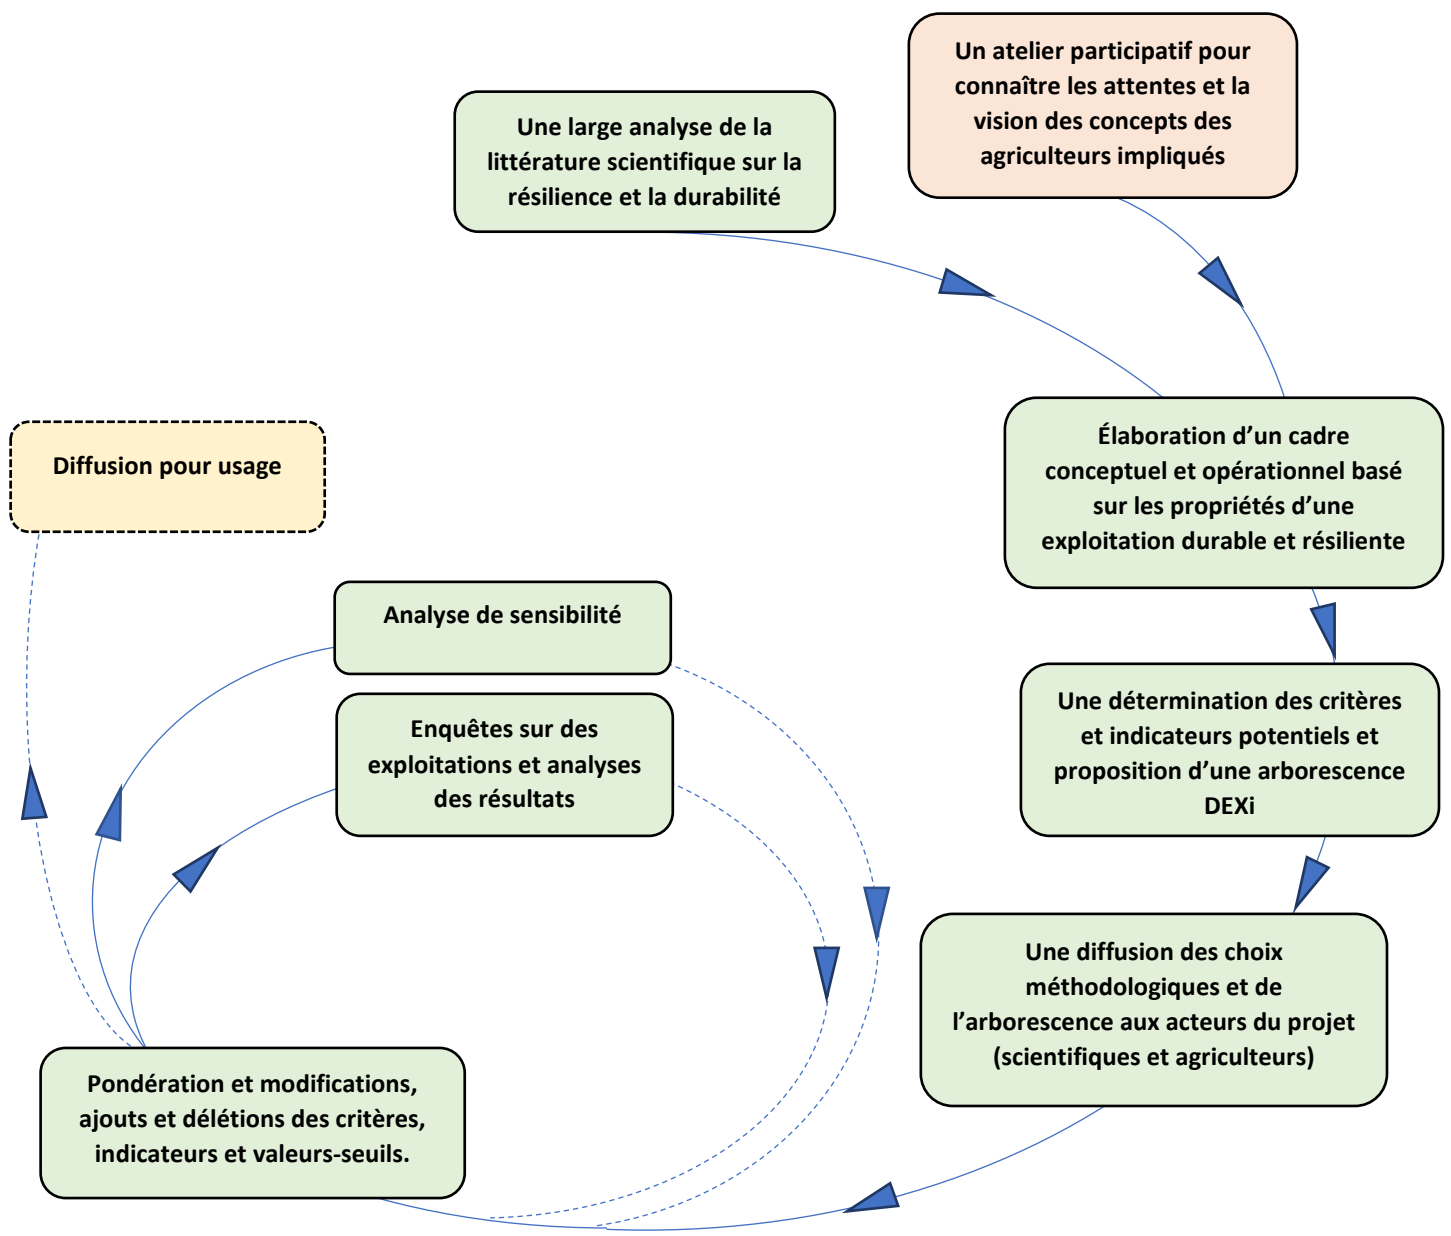 Un atelier participatif pour
connaître les attentes et la
vision des concepts des
agriculteurs impliqués
Une large analyse de la
littérature scientifique sur la
résilience et la durabilité
Élaboration d’un cadre
conceptuel et opérationnel basé
sur les propriétés d’une
exploitation durable et résiliente
Diffusion pour usage
Analyse de sensibilité
Enquêtes sur des
exploitations et analyses
des résultats
Une détermination des critères
et indicateurs potentiels et
proposition d’une arborescence
DEXi
Une diffusion des choix
méthodologiques et de
l’arborescence aux acteurs du projet
(scientifiques et agriculteurs)
Pondération et modifications,
ajouts et délétions des critères,
indicateurs et valeurs-seuils.